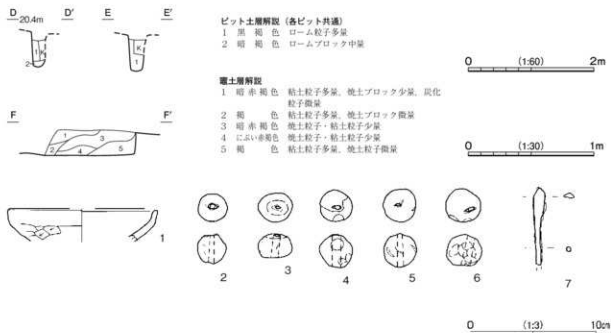 D D′ E E′
20.4m
1 K
2
K
1
ピット土層解説（各ピット共通）
1 黒褐色 ローム粒子多量
2 暗褐色 ロームブロック中量
0 (1:60) 2m
竈土層解説
1 暗赤褐色 粘土粒子多量、焼土ブロック少量、炭化
粒子微量
2 褐色 粘土粒子多量、焼土ブロック微量
3 暗赤褐色 焼土粒子・粘土粒子少量
4 にぶい赤褐色 焼土粒子・粘土粒子少量
5 褐色 粘土粒子多量、焼土粒子微量
F F′
1 3
2 4 5
0 (1:30) 1m
1
2 3 4 5 6 7
0 (1:3) 10cm